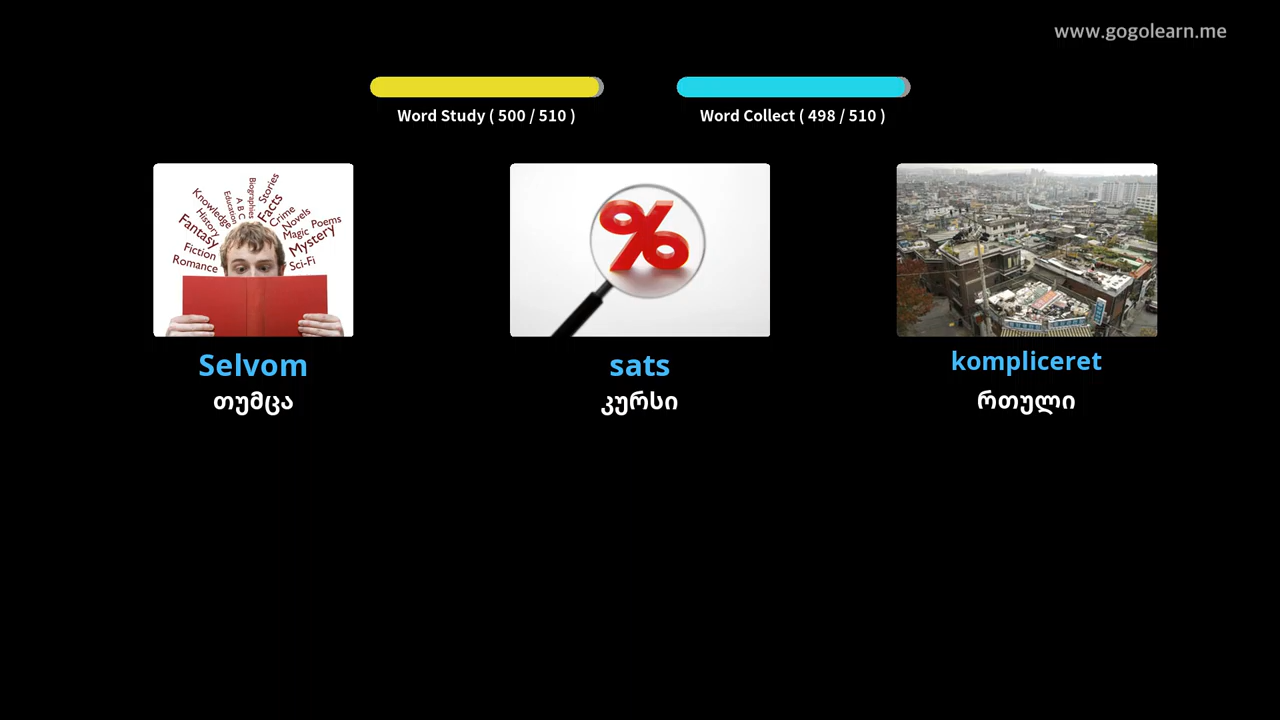 www.gogolearn.me
Word Study ( 500 / 510 )
Word Collect ( 498 / 510 )
Knowledge
History
Education
A B C
Biographies
Stories
Facts
Crime
Novels
Magic
Poems
Mystery
Fantasy
Fiction
Romance
Sci-Fi
%
Selvom
sats
kompliceret
თუმცა
კურსი
რთული